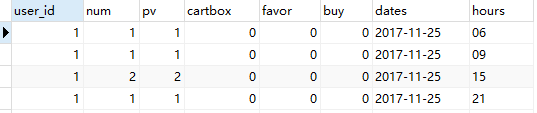 user_id num pv cartbox favor buy dates hours
1 1 1 0 0 0 2017-11-25 06
1 1 1 0 0 0 2017-11-25 09
1 2 2 0 0 0 2017-11-25 15
1 1 1 0 0 0 2017-11-25 21